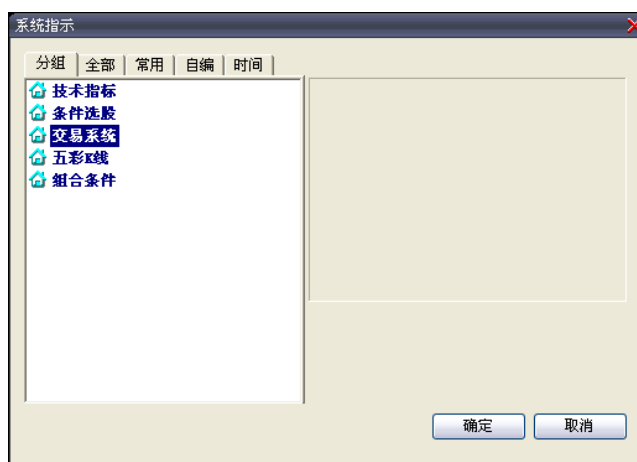 系统指示
分组 全部 常用 自编 时间
技术指标
条件选股
交易系统
五彩K线
组合条件
确定 取消